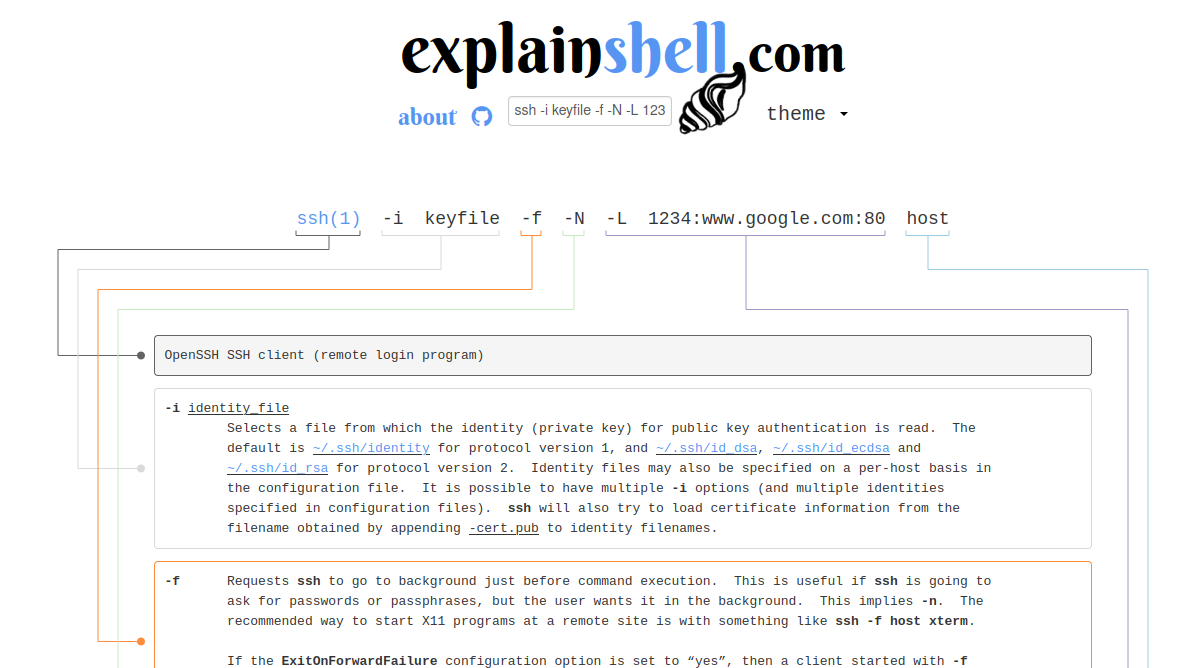 explainshell.com
about ssh -i keyfile -f -N -L 123 theme
ssh(1) -i keyfile -f -N -L 1234:www.google.com:80 host
OpenSSH SSH client (remote login program)
-i identity_file
Selects a file from which the identity (private key) for public key authentication is read. The
default is ~/.ssh/identity for protocol version 1, and ~/.ssh/id_dsa, ~/.ssh/id_ecdsa and
~/.ssh/id_rsa for protocol version 2. Identity files may also be specified on a per-host basis in
the configuration file. It is possible to have multiple -i options (and multiple identities
specified in configuration files). ssh will also try to load certificate information from the
filename obtained by appending -cert.pub to identity filenames.
-f Requests ssh to go to background just before command execution. This is useful if ssh is going to
ask for passwords or passphrases, but the user wants it in the background. This implies -n. The
recommended way to start X11 programs at a remote site is with something like ssh -f host xterm.
If the ExitOnForwardFailure configuration option is set to “yes”, then a client started with -f